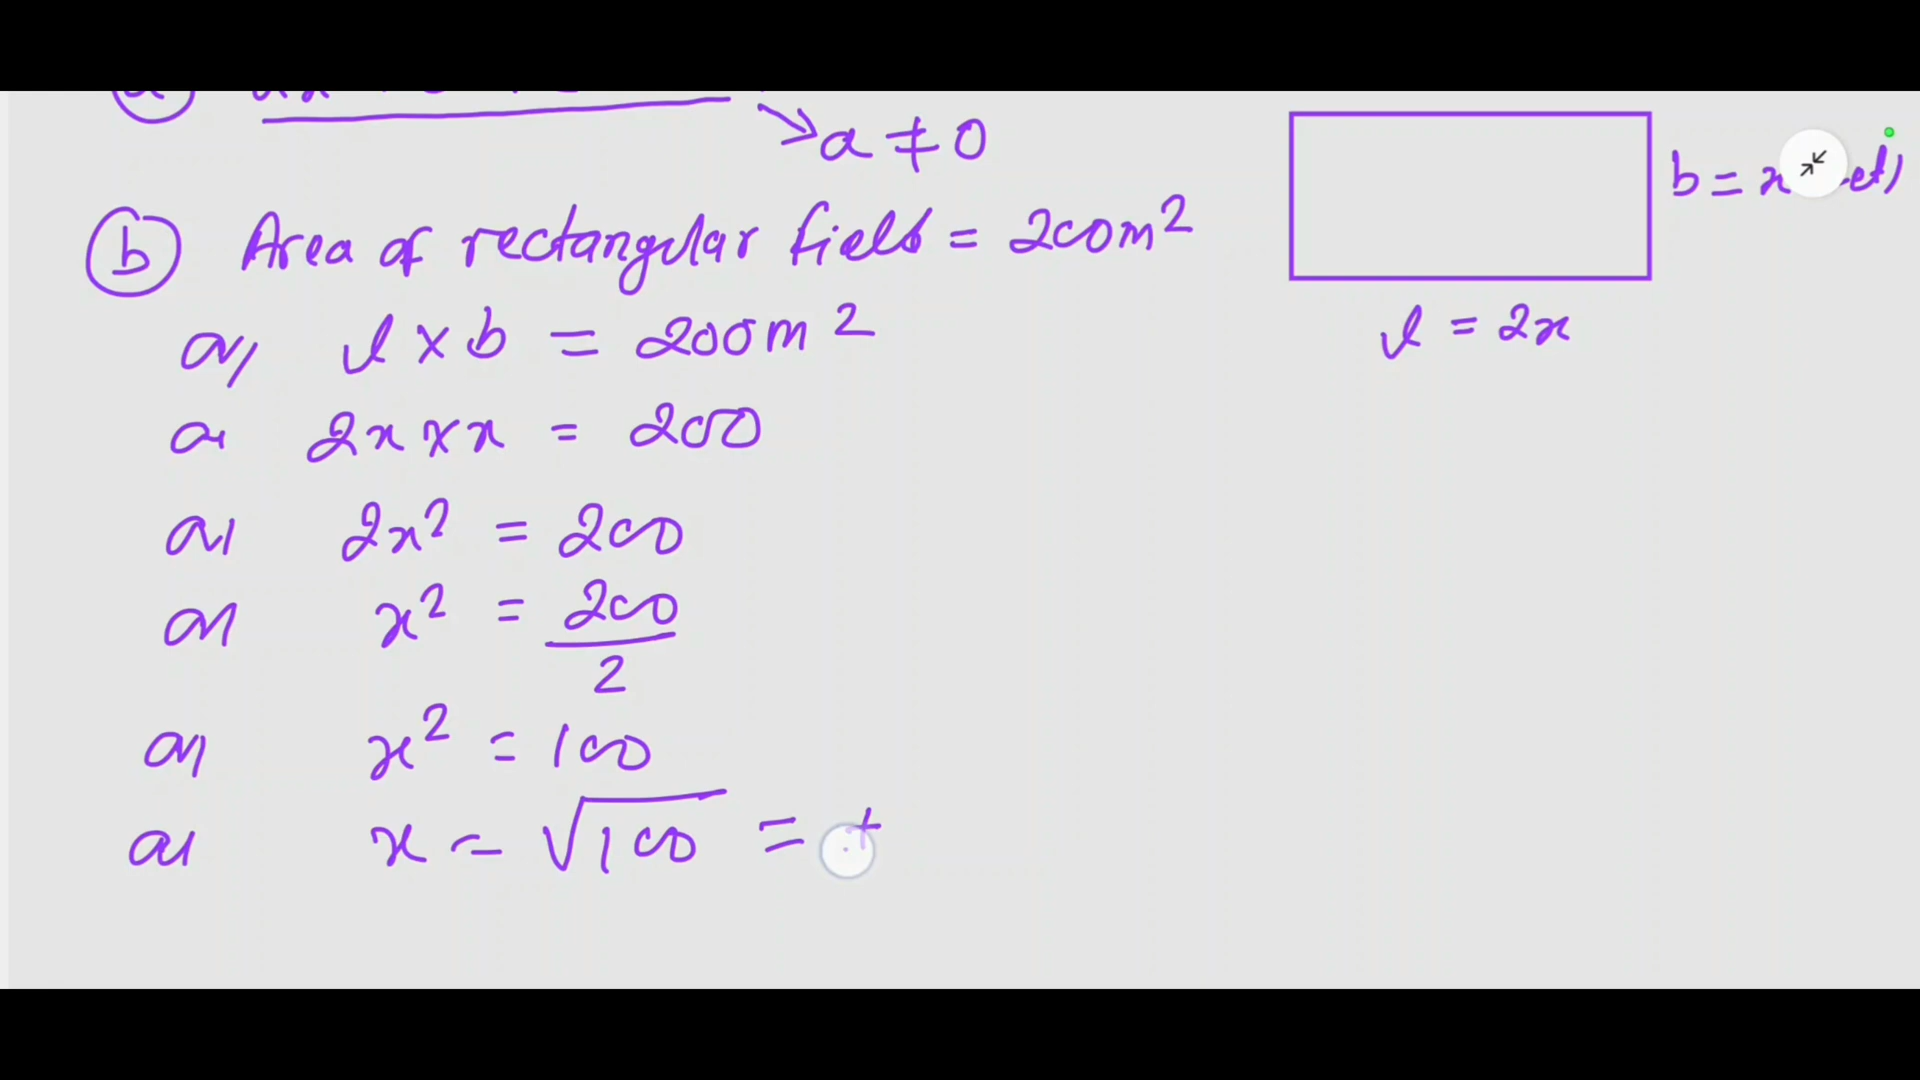 a ≠ 0
b = x
(b) Area of rectangular field = 200m²
l = 2x
or, l × b = 200m²
or 2x × x = 200
or 2x² = 200
or x² = 200/2
or x² = 100
or x = √100 = +